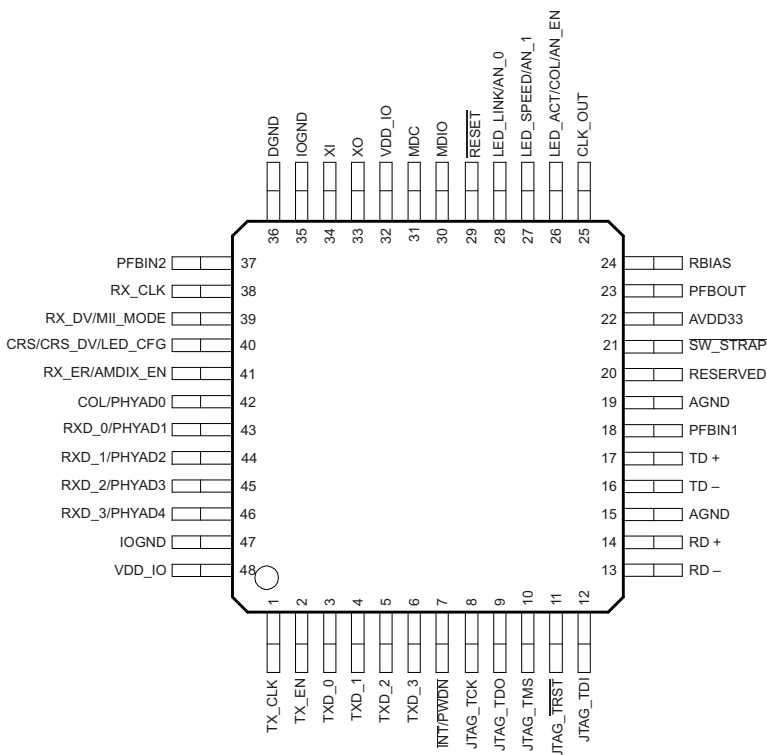 DGND
IOGND
XI
XO
VDD_IO
MDC
MDIO
RESET
LED_LINK/AN_0
LED_SPEED/AN_1
LED_ACT/COL/AN_EN
CLK_OUT
36
35
34
33
32
31
30
29
28
27
26
25
PFBIN2
37
RX_CLK
38
RX_DV/MII_MODE
39
CRS/CRS_DV/LED_CFG
40
RX_ER/AMDIX_EN
41
COL/PHYAD0
42
RXD_0/PHYAD1
43
RXD_1/PHYAD2
44
RXD_2/PHYAD3
45
RXD_3/PHYAD4
46
IOGND
47
VDD_IO
48
24
RBIAS
23
PFBOUT
22
AVDD33
21
SW_STRAP
20
RESERVED
19
AGND
18
PFBIN1
17
TD +
16
TD –
15
AGND
14
RD +
13
RD –
1
2
3
4
5
6
7
8
9
10
11
12
TX_CLK
TX_EN
TXD_0
TXD_1
TXD_2
TXD_3
INT/PWDN
JTAG_TCK
JTAG_TDO
JTAG_TMS
JTAG_TRST
JTAG_TDI